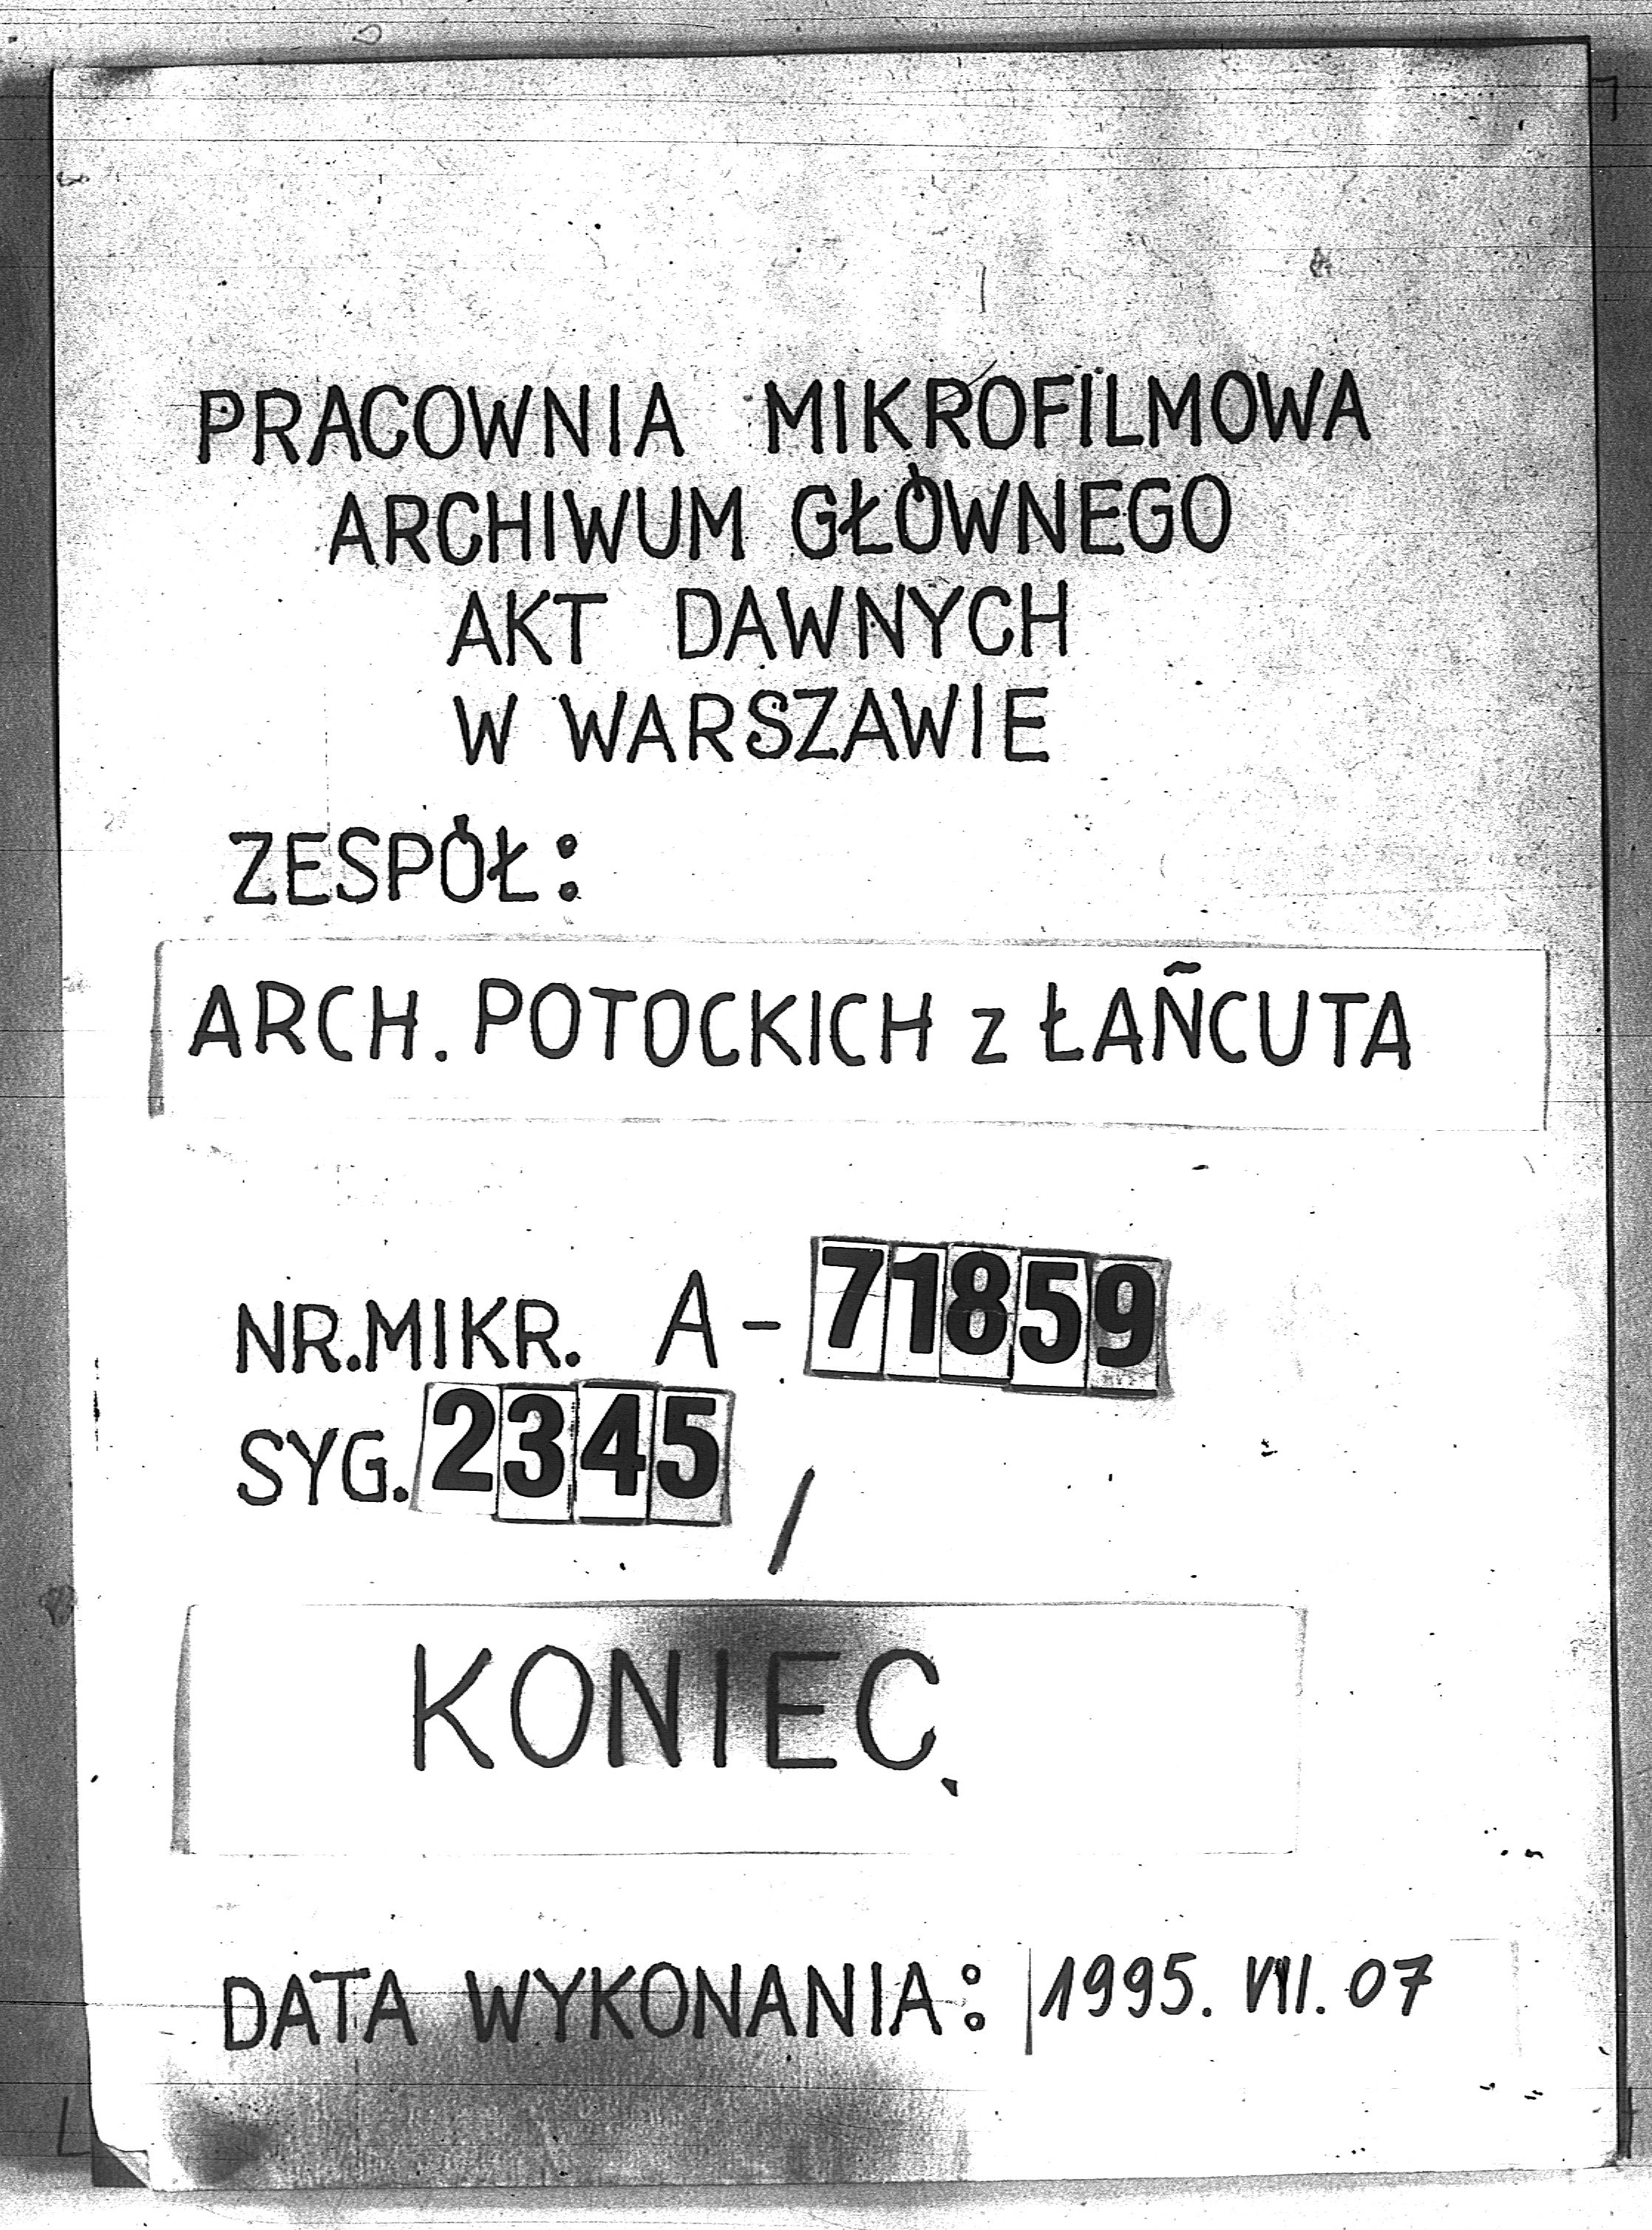 PRACOWNIA MIKROFILMOWA
ARCHIWUM GŁÓWNEGO
AKT DAWNYCH
W WARSZAWIE
ZESPÓŁ:
ARCH. POTOCKICH z ŁAŃCUTA
NR.MIKR. A-71859
SYG. 2345 /
KONIEC
DATA WYKONANIA: 1995. VII. 07